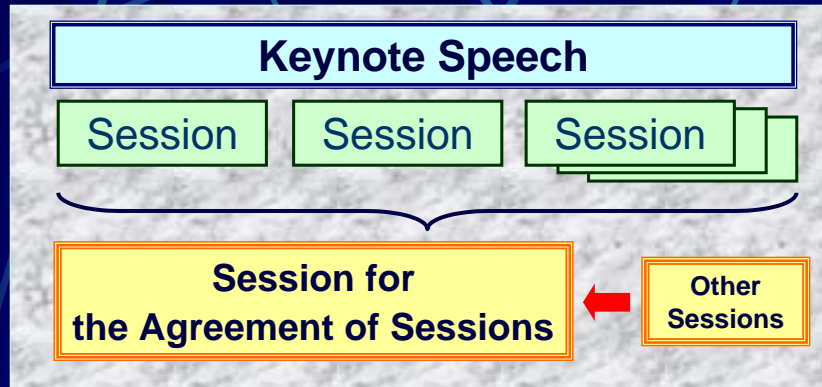 Keynote Speech
Session
Session
Session
Session for
the Agreement of Sessions
Other
Sessions